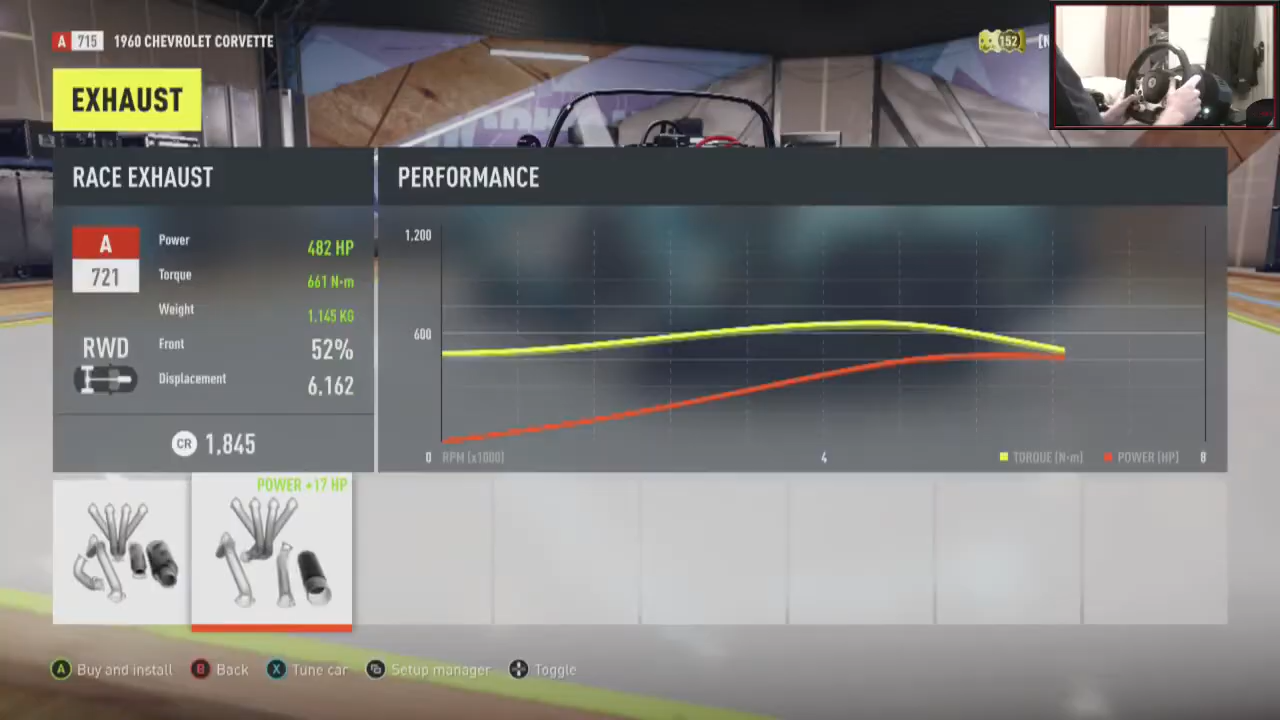 A 715 1960 CHEVROLET CORVETTE
152 [N
EXHAUST
RACE EXHAUST
PERFORMANCE
A
721
Power 482 HP
Torque 661 N·m
Weight 1.145 KG
RWD
Front 52%
Displacement 6.162
CR 1,845
1,200
600
0 RPM [x1000] 4 TORQUE [N·m] POWER [HP] 8
POWER +17 HP
A Buy and install B Back X Tune car Setup manager Toggle